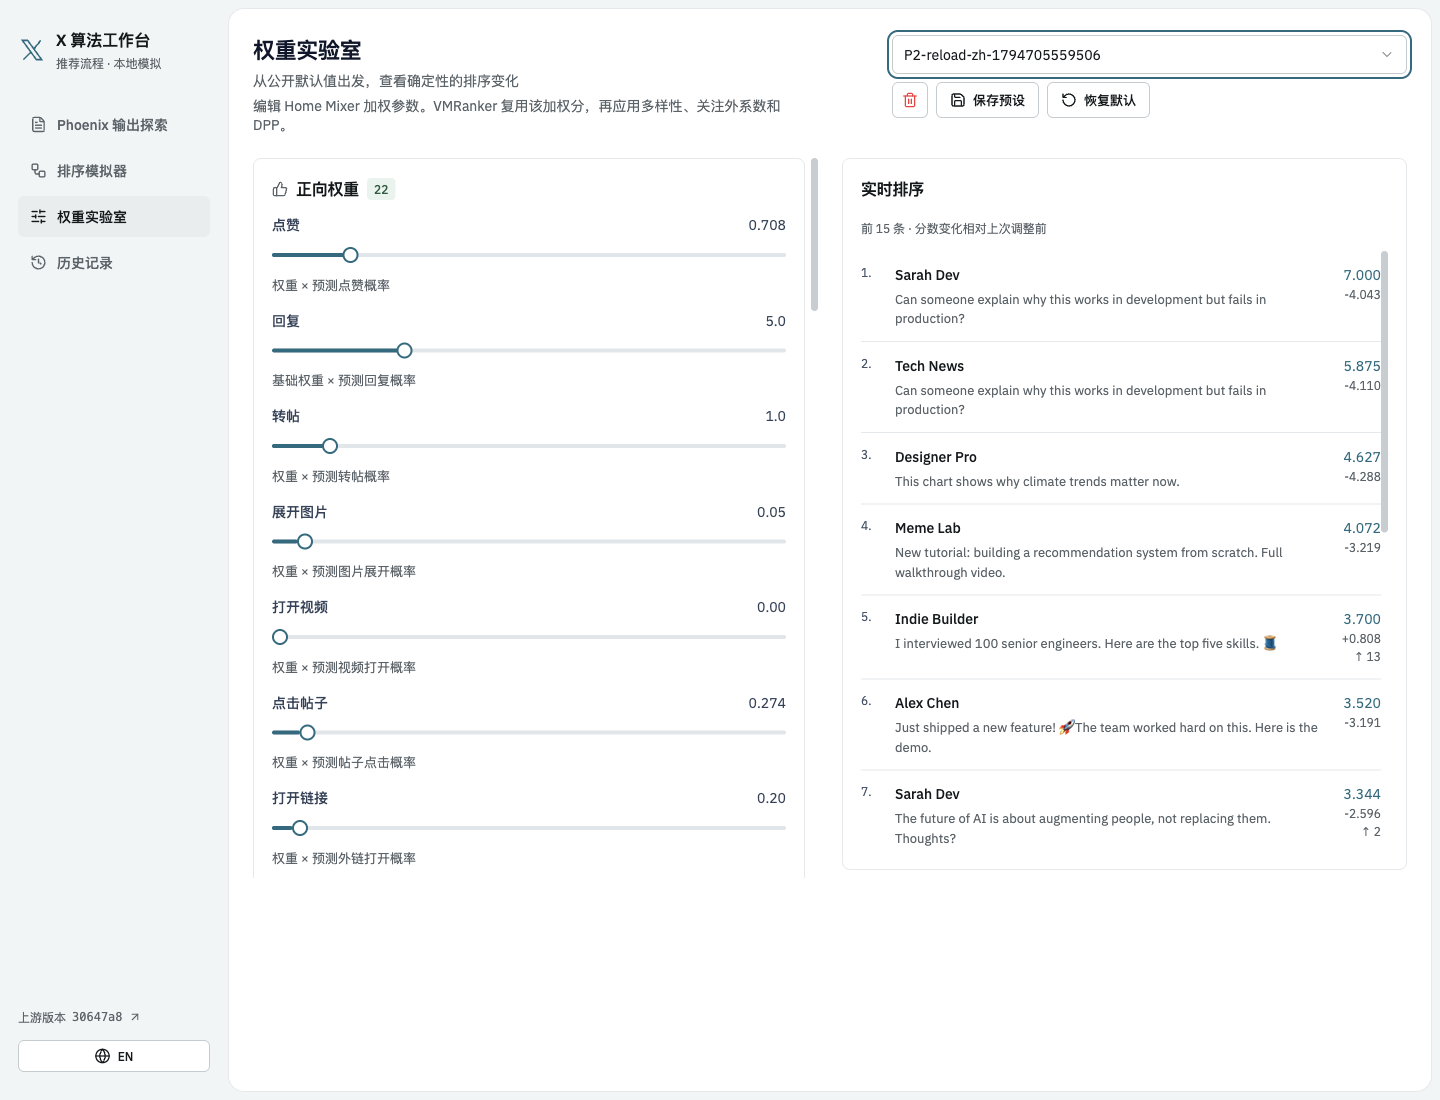 X 算法工作台
推荐流程 · 本地模拟
Phoenix 输出探索
排序模拟器
权重实验室
历史记录
上游版本 30647a8 ↗
EN
权重实验室
从公开默认值出发，查看确定性的排序变化
编辑 Home Mixer 加权参数。VMRanker 复用该加权分，再应用多样性、关注外系数和
DPP。
P2-reload-zh-1794705559506
保存预设
恢复默认
正向权重 22
点赞 0.708
权重 × 预测点赞概率
回复 5.0
基础权重 × 预测回复概率
转帖 1.0
权重 × 预测转帖概率
展开图片 0.05
权重 × 预测图片展开概率
打开视频 0.00
权重 × 预测视频打开概率
点击帖子 0.274
权重 × 预测帖子点击概率
打开链接 0.20
权重 × 预测外链打开概率
实时排序
前 15 条 · 分数变化相对上次调整前
1. Sarah Dev 7.000
-4.043
Can someone explain why this works in development but fails in
production?
2. Tech News 5.875
-4.110
Can someone explain why this works in development but fails in
production?
3. Designer Pro 4.627
This chart shows why climate trends matter now. -4.288
4. Meme Lab 4.072
-3.219
New tutorial: building a recommendation system from scratch. Full
walkthrough video.
5. Indie Builder 3.700
I interviewed 100 senior engineers. Here are the top five skills. 🧵 +0.808
↑ 13
6. Alex Chen 3.520
-3.191
Just shipped a new feature! 🚀The team worked hard on this. Here is the
demo.
7. Sarah Dev 3.344
-2.596
The future of AI is about augmenting people, not replacing them.
↑ 2
Thoughts?